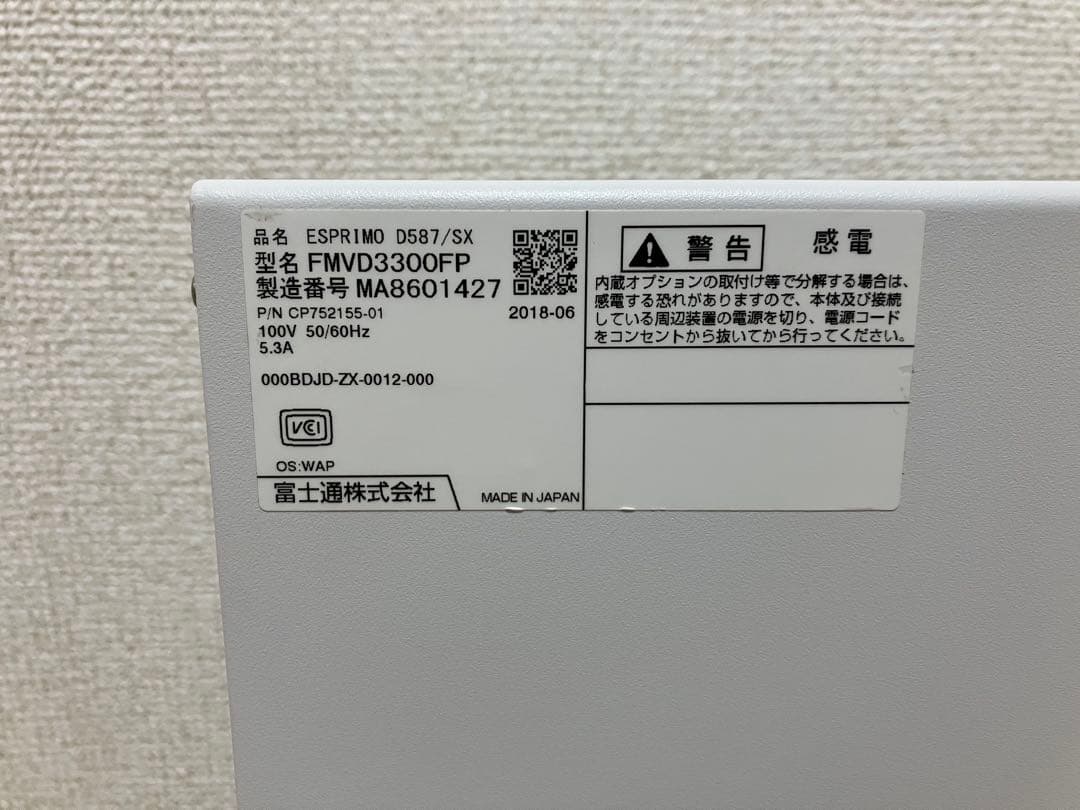 品名 ESPRIMO D587/SX
型名 FMVD3300FP
製造番号 MA8601427
P/N CP752155-01
2018-06
100V 50/60Hz
5.3A
000BDJD-ZX-0012-000
VCI
OS:WAP
富士通株式会社
MADE IN JAPAN
警告 感電
内蔵オプションの取付け等で分解する場合は、
感電する恐れがありますので、本体及び接続
している周辺装置の電源を切り、電源コード
をコンセントから抜いてから行ってください。